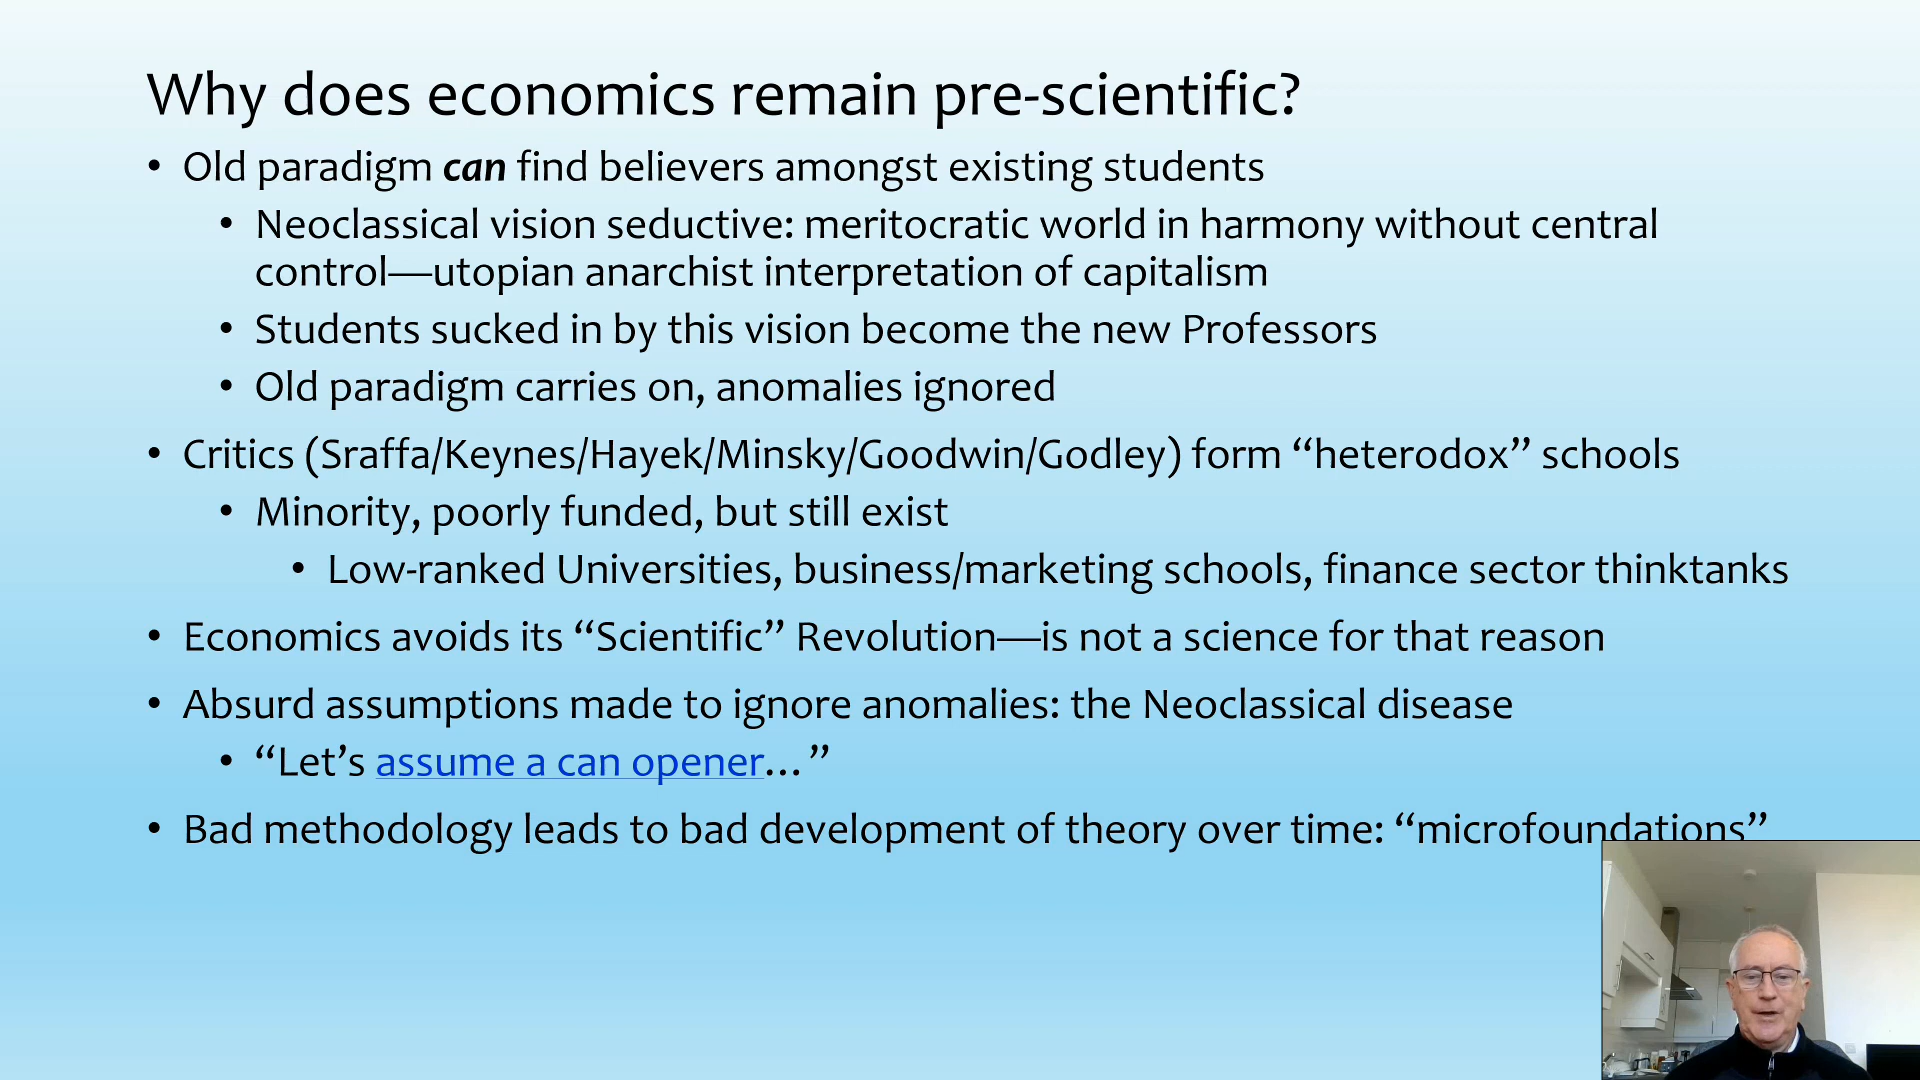 Why does economics remain pre-scientific?
• Old paradigm can find believers amongst existing students
• Neoclassical vision seductive: meritocratic world in harmony without central
control—utopian anarchist interpretation of capitalism
• Students sucked in by this vision become the new Professors
• Old paradigm carries on, anomalies ignored
• Critics (Sraffa/Keynes/Hayek/Minsky/Goodwin/Godley) form “heterodox” schools
• Minority, poorly funded, but still exist
• Low-ranked Universities, business/marketing schools, finance sector thinktanks
• Economics avoids its “Scientific” Revolution—is not a science for that reason
• Absurd assumptions made to ignore anomalies: the Neoclassical disease
• “Let’s assume a can opener…”
• Bad methodology leads to bad development of theory over time: “microfoundations”